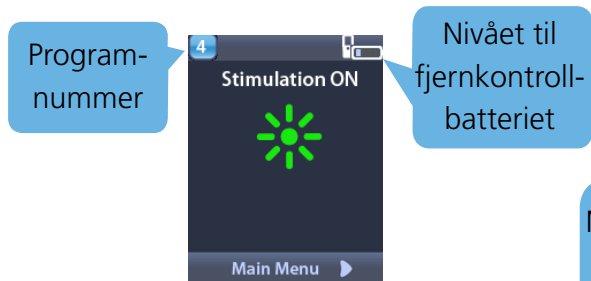 Program-
nummer
4
Stimulation ON
Main Menu
Nivået til
fjernkontroll-
batteriet